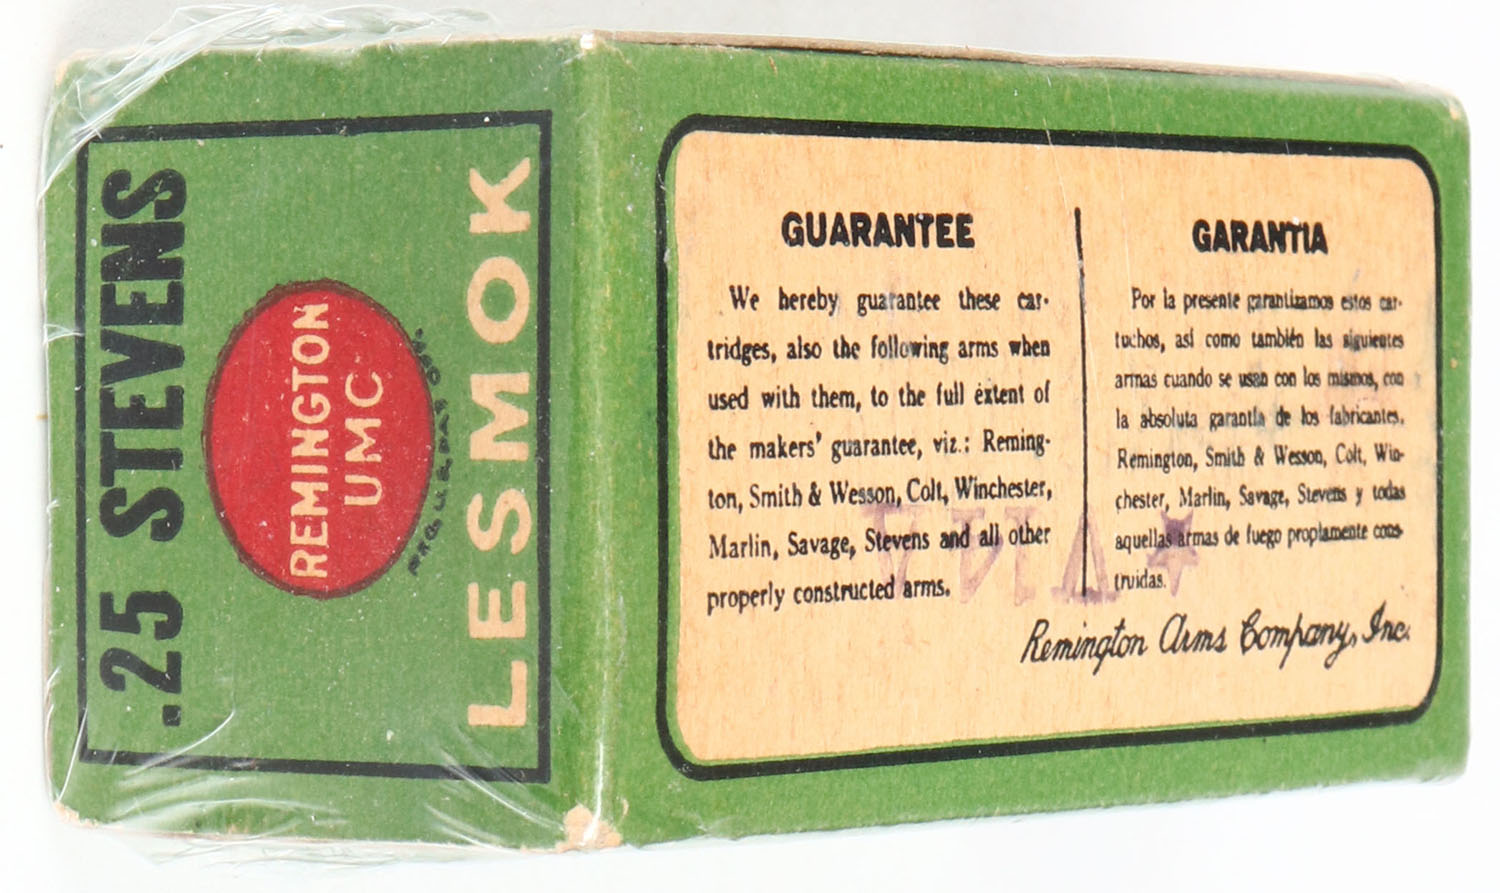 .25 STEVENS
REMINGTON
UMC
LESMOK
GUARANTEE
We hereby guarantee these car-
tridges, also the following arms when
used with them, to the full extent of
the makers' guarantee, viz.: Reming-
ton, Smith & Wesson, Colt, Winchester,
Marlin, Savage, Stevens and all other
properly constructed arms.
GARANTIA
Por la presente garantizamos estos car-
tuchos, así como también las siguientes
armas cuando se usan con los mismos, con
la absoluta garantía de los fabricantes,
Remington, Smith & Wesson, Colt, Win-
chester, Marlin, Savage, Stevens y todas
aquellas armas de fuego propiamente cons-
truidas.
Remington Arms Company, Inc.